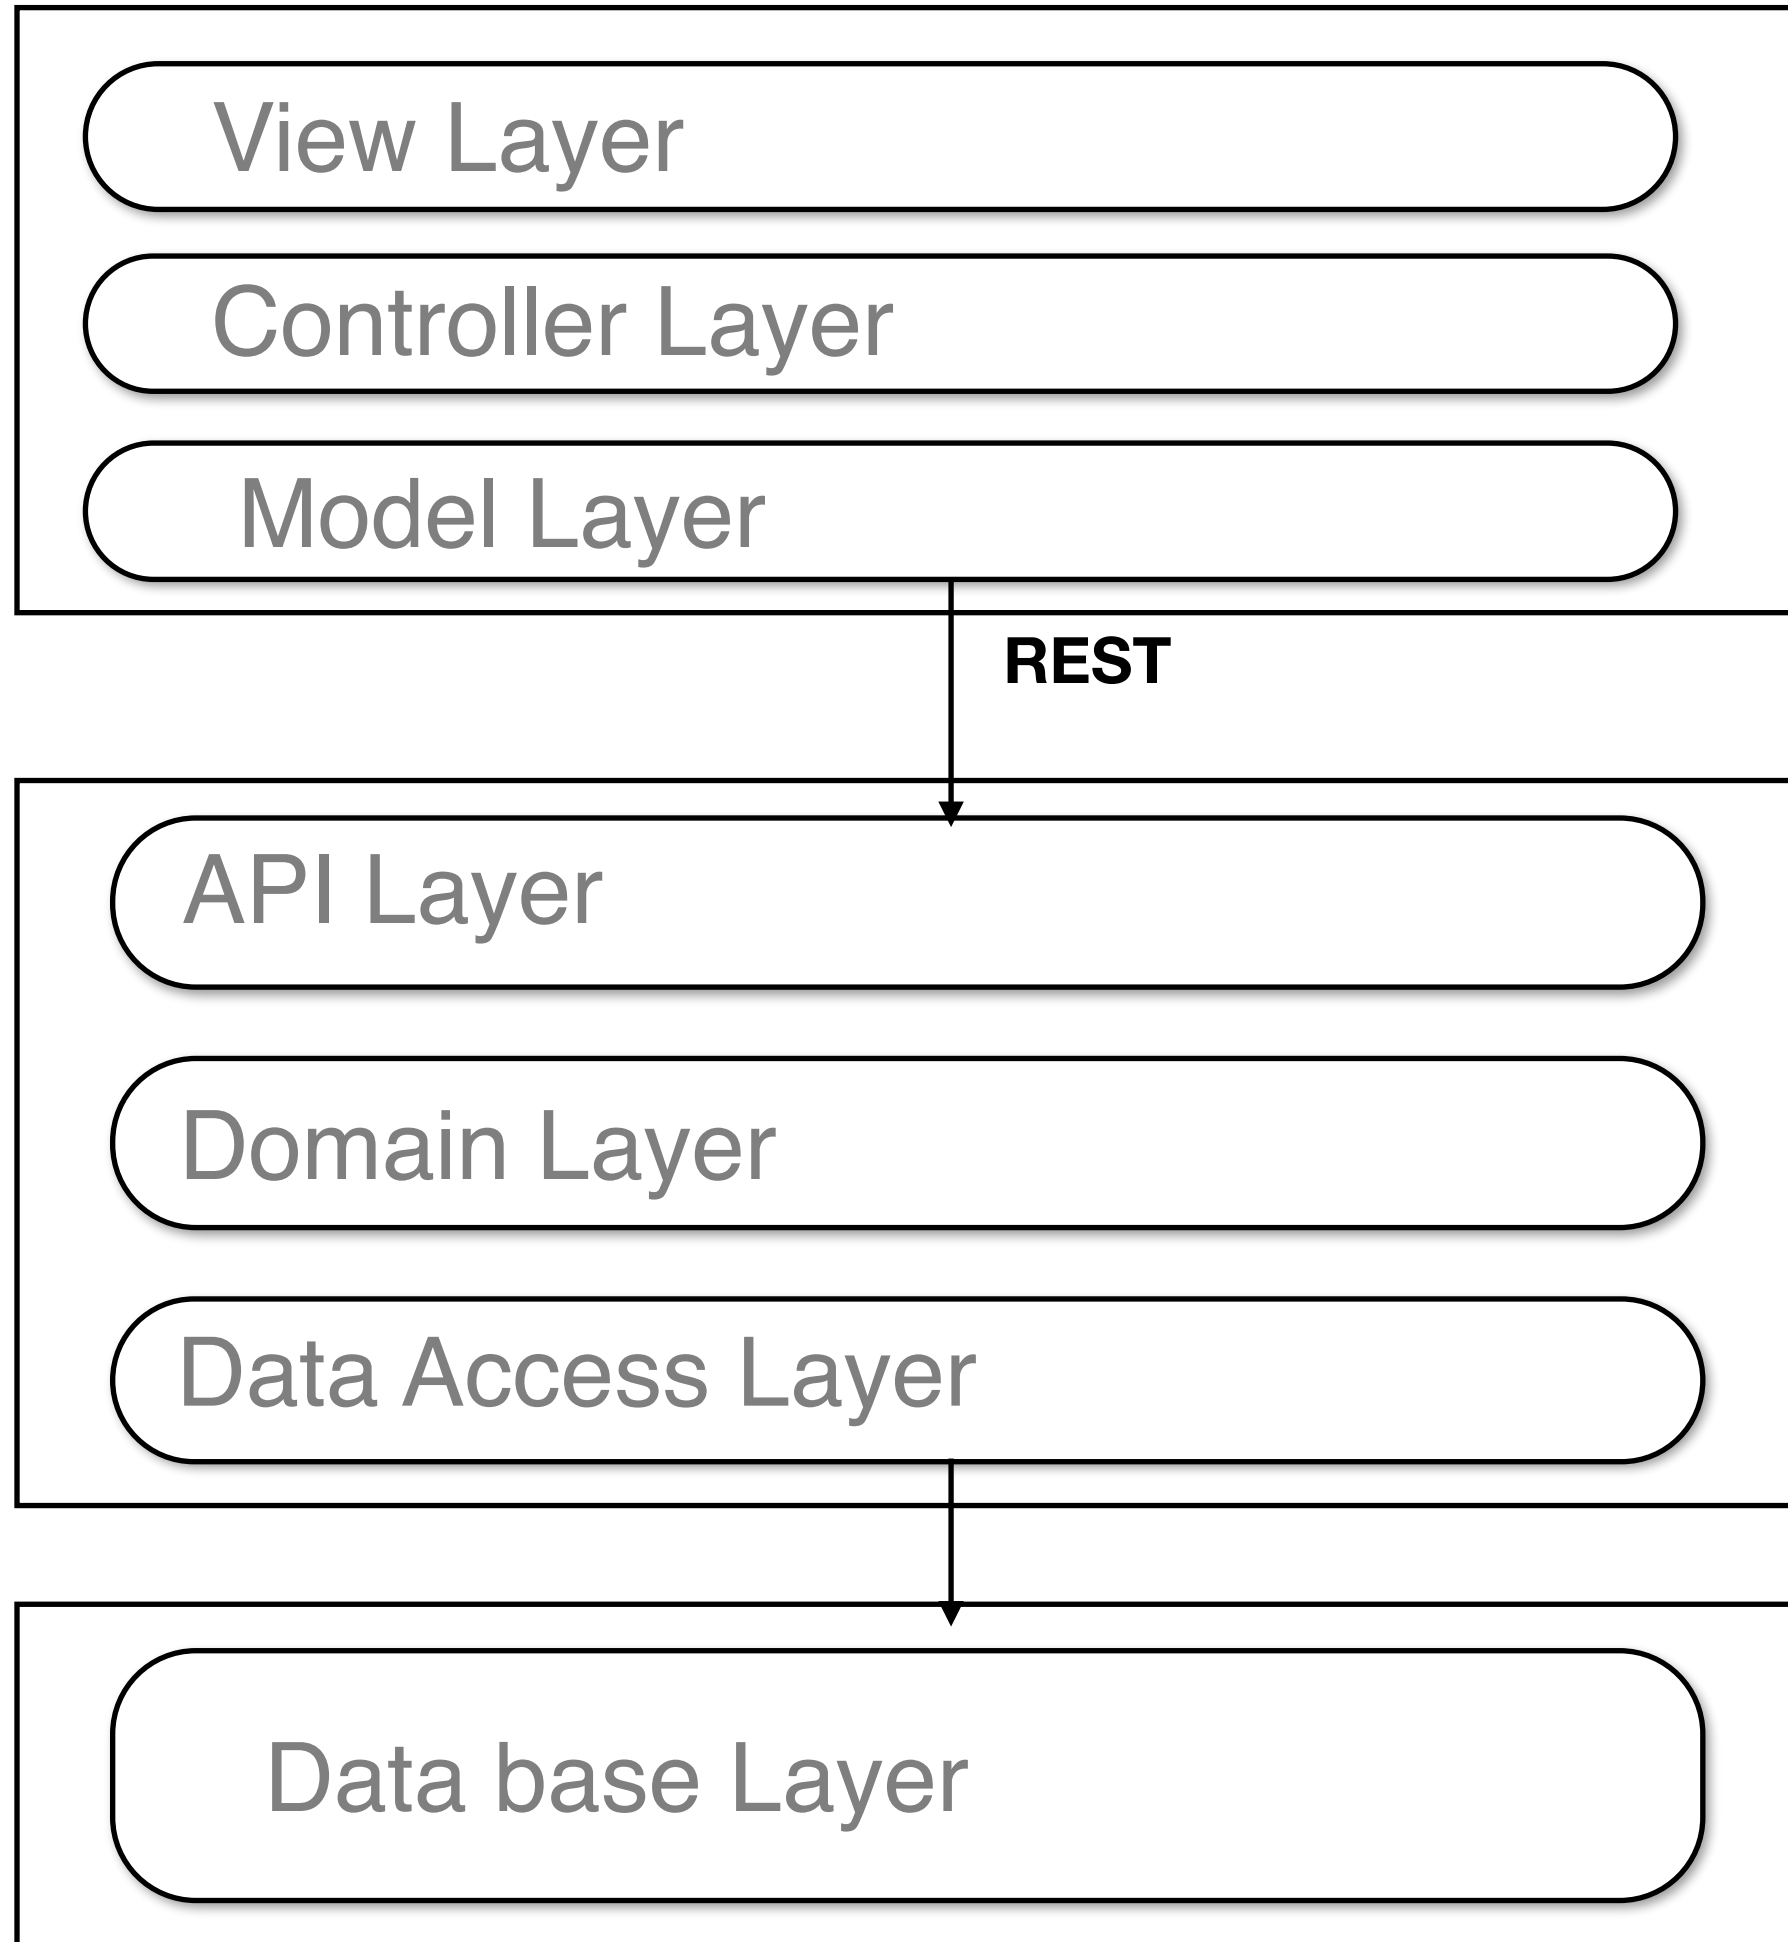 View Layer
Controller Layer
Model Layer
REST
API Layer
Domain Layer
Data Access Layer
Data base Layer